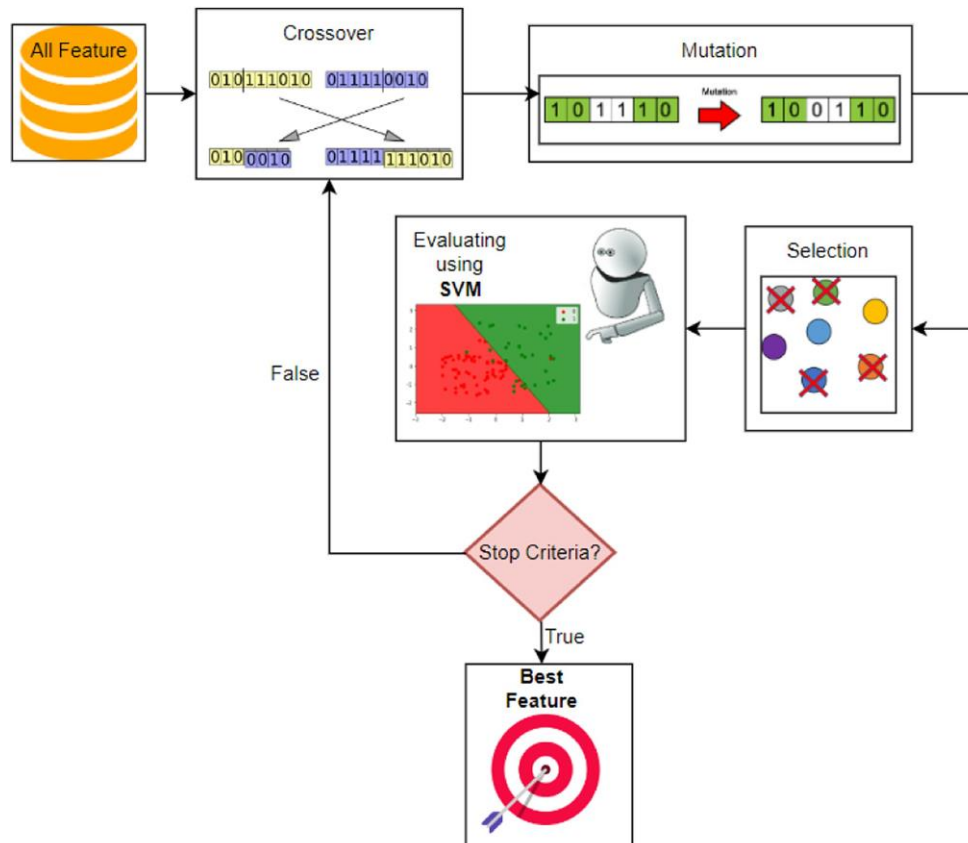 All Feature
Crossover
010111010 011110010
0100010 01111111010
Mutation
Mutation
1 0 1 1 1 0 1 0 0 1 1 0
Evaluating
using
SVM
Selection
False
Stop Criteria?
True
Best
Feature